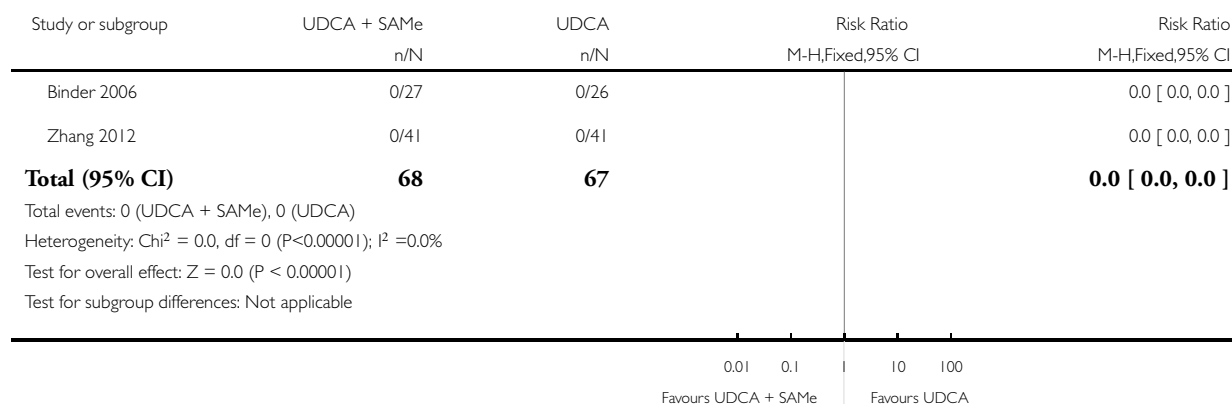 Study or subgroup UDCA + SAMe UDCA Risk Ratio Risk Ratio
n/N n/N M-H,Fixed,95% CI M-H,Fixed,95% CI
Binder 2006 0/27 0/26 0.0 [ 0.0, 0.0 ]
Zhang 2012 0/41 0/41 0.0 [ 0.0, 0.0 ]
Total (95% CI) 68 67 0.0 [ 0.0, 0.0 ]
Total events: 0 (UDCA + SAMe), 0 (UDCA)
Heterogeneity: Chi² = 0.0, df = 0 (P<0.00001); I² =0.0%
Test for overall effect: Z = 0.0 (P < 0.00001)
Test for subgroup differences: Not applicable
0.01 0.1 1 10 100
Favours UDCA + SAMe Favours UDCA